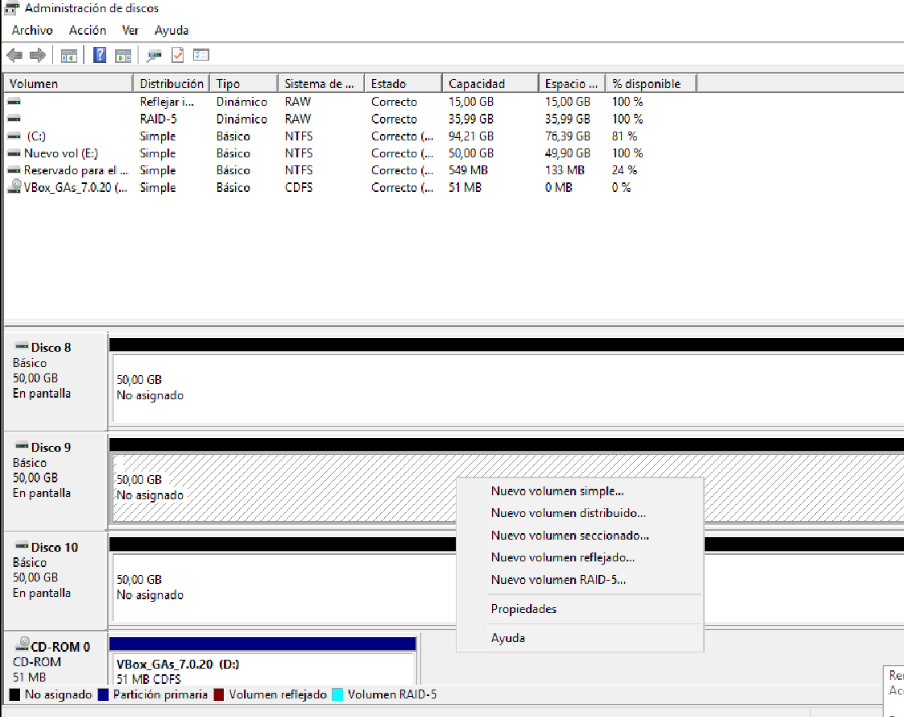 Administración de discos
Archivo Acción Ver Ayuda
Volumen Distribución Tipo Sistema de ... Estado Capacidad Espacio ... % disponible
Reflejar i... Dinámico RAW Correcto 15,00 GB 15,00 GB 100 %
RAID-5 Dinámico RAW Correcto 35,99 GB 35,99 GB 100 %
(C:) Simple Básico NTFS Correcto (... 94,21 GB 76,39 GB 81 %
Nuevo vol (E:) Simple Básico NTFS Correcto (... 50,00 GB 49,90 GB 100 %
Reservado para el ... Simple Básico NTFS Correcto (... 549 MB 133 MB 24 %
VBox_GAs_7.0.20 (... Simple Básico CDFS Correcto (... 51 MB 0 MB 0 %
Disco 8
Básico
50,00 GB
En pantalla
50,00 GB
No asignado
Disco 9
Básico
50,00 GB
En pantalla
50,00 GB
No asignado
Nuevo volumen simple...
Nuevo volumen distribuido...
Nuevo volumen seccionado...
Nuevo volumen reflejado...
Nuevo volumen RAID-5...
Propiedades
Ayuda
Disco 10
Básico
50,00 GB
En pantalla
50,00 GB
No asignado
CD-ROM 0
CD-ROM
51 MB
VBox_GAs_7.0.20 (D:)
51 MB CDFS
No asignado Partición primaria Volumen reflejado Volumen RAID-5